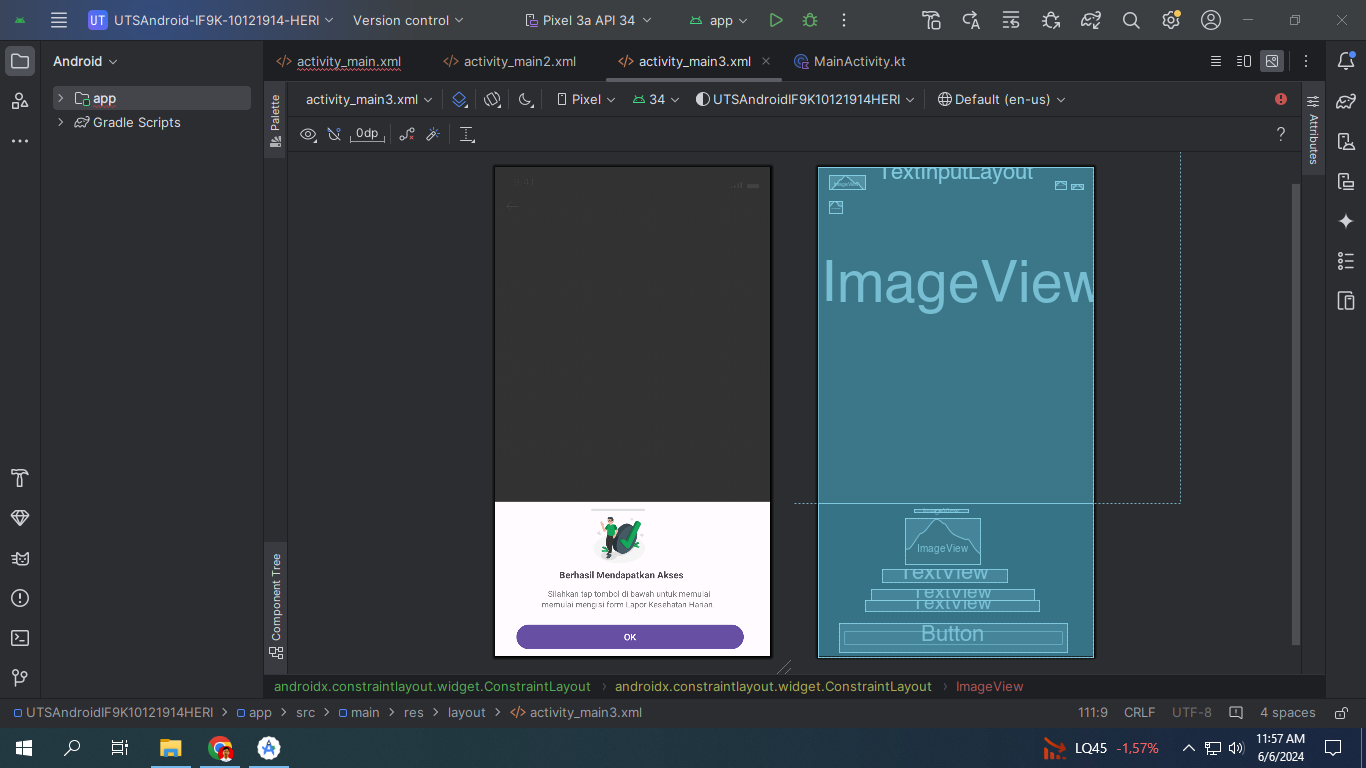 UT UTSAndroid-IF9K-10121914-HERI Version control Pixel 3a API 34 app
Android
activity_main.xml activity_main2.xml activity_main3.xml MainActivity.kt
app
Gradle Scripts
Palette
activity_main3.xml Pixel 34 UTSAndroidIF9K10121914HERI Default (en-us)
0dp ?
Attributes
TextInputLayout
ImageView
ImageView
TextView
TextView
TextView
Button
Berhasil Mendapatkan Akses
Silahkan tap tombol di bawah untuk memulai
memulai mengisi form Lapor Kesehatan Harian.
OK
Component Tree
androidx.constraintlayout.widget.ConstraintLayout androidx.constraintlayout.widget.ConstraintLayout ImageView
UTSAndroidIF9K10121914HERI app src main res layout activity_main3.xml 111:9 CRLF UTF-8 4 spaces
LQ45 -1,57% 11:57 AM
6/6/2024